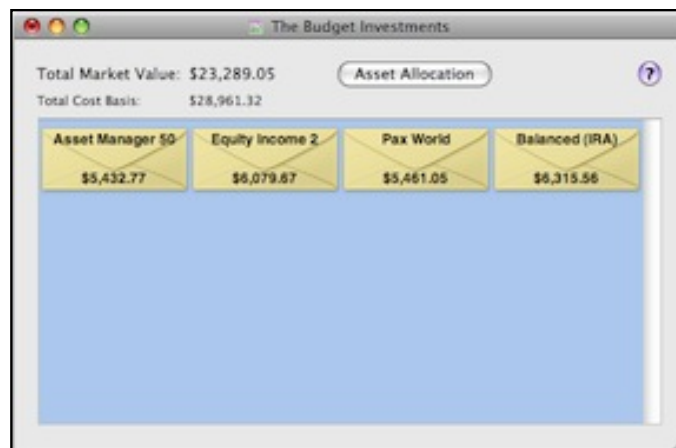 The Budget Investments
Total Market Value: $23,289.05 Asset Allocation ?
Total Cost Basis: $28,961.32
Asset Manager 50 Equity Income 2 Pax World Balanced (IRA)
$5,432.77 $6,079.67 $5,461.05 $6,315.56